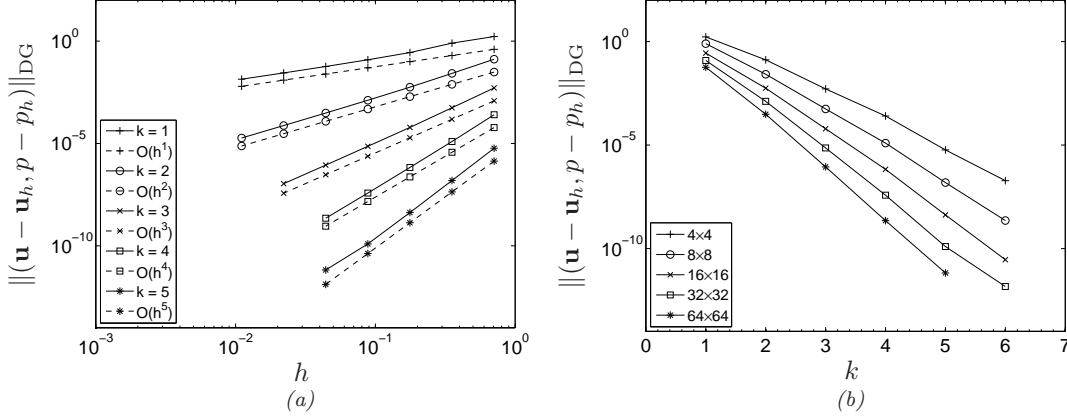 ‖(u − u_h, p − p_h)‖_DG
10^0
10^−5
10^−10
k = 1
O(h^1)
k = 2
O(h^2)
k = 3
O(h^3)
k = 4
O(h^4)
k = 5
O(h^5)
10^−3
10^−2
10^−1
10^0
h
(a)
‖(u − u_h, p − p_h)‖_DG
10^0
10^−5
10^−10
4×4
8×8
16×16
32×32
64×64
0
1
2
3
4
5
6
7
k
(b)